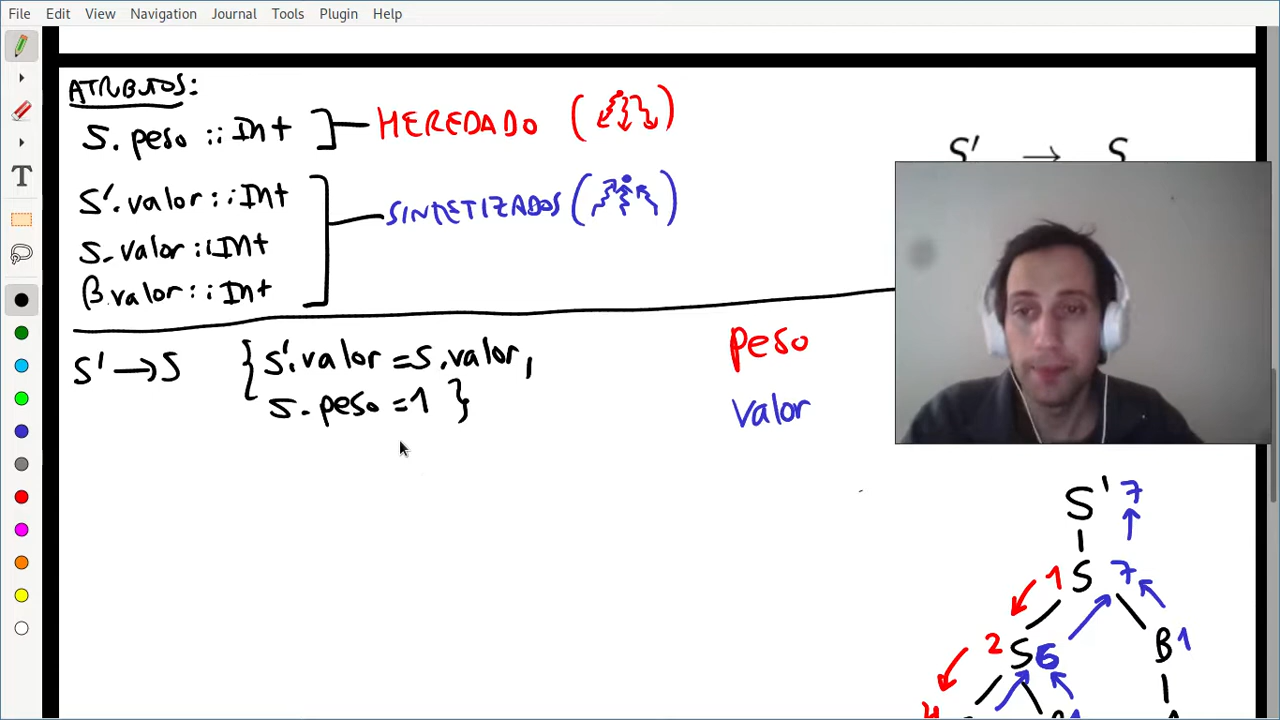 File Edit View Navigation Journal Tools Plugin Help
ATRIBUTOS:
S.peso :: Int HEREDADO ( )
S'.valor :: Int
SINTETIZADOS ( )
S.valor :: Int
B.valor :: Int
S' → S
S' → S { S'.valor = S.valor,
S.peso = 1 }
peso
valor
T
S' 7
1 S 7
2 S 6 B 1
4